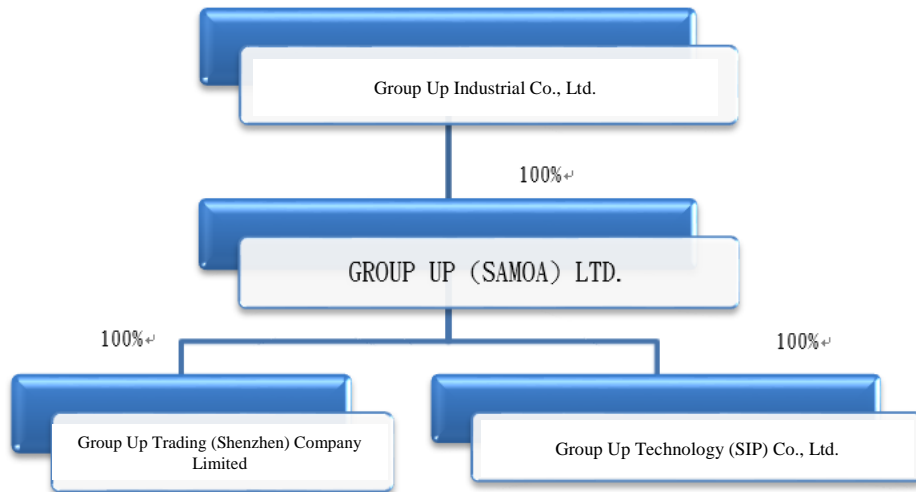 Group Up Industrial Co., Ltd.
100%↵
GROUP UP (SAMOA) LTD.
100%↵
100%↵
Group Up Trading (Shenzhen) Company
Limited
Group Up Technology (SIP) Co., Ltd.